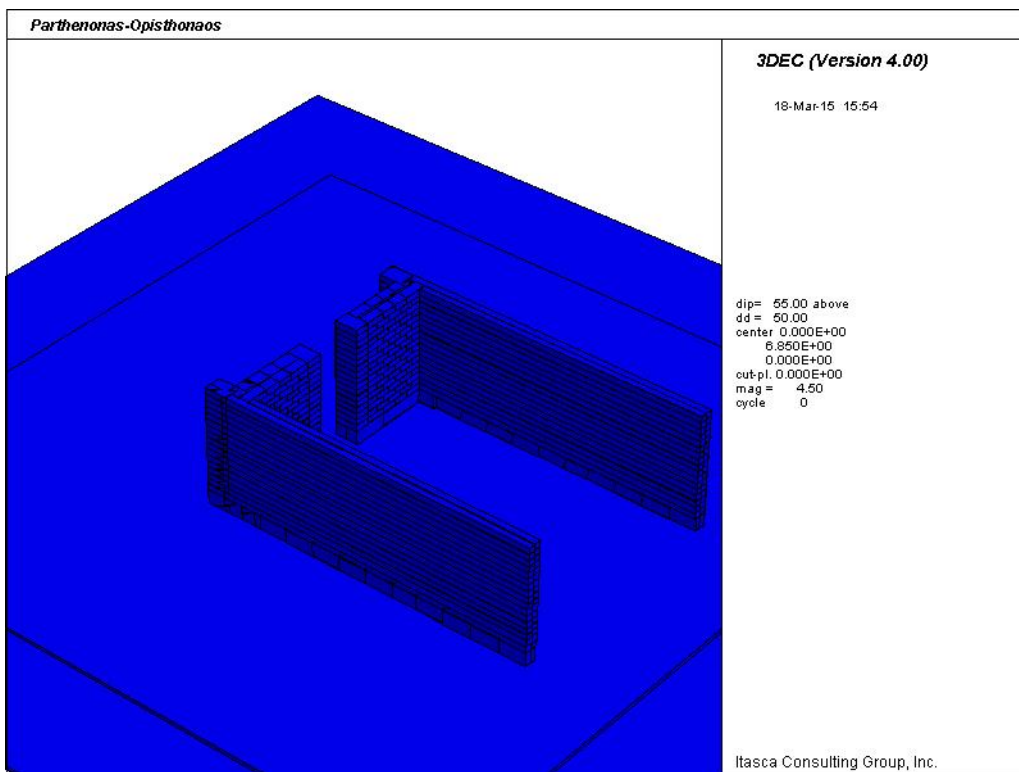 Parthenonas-Opisthonaos
3DEC (Version 4.00)
18-Mar-15 15:54
dip= 55.00 above
dd = 50.00
center 0.000E+00
6.850E+00
0.000E+00
cut-pl. 0.000E+00
mag = 4.50
cycle 0
Itasca Consulting Group, Inc.